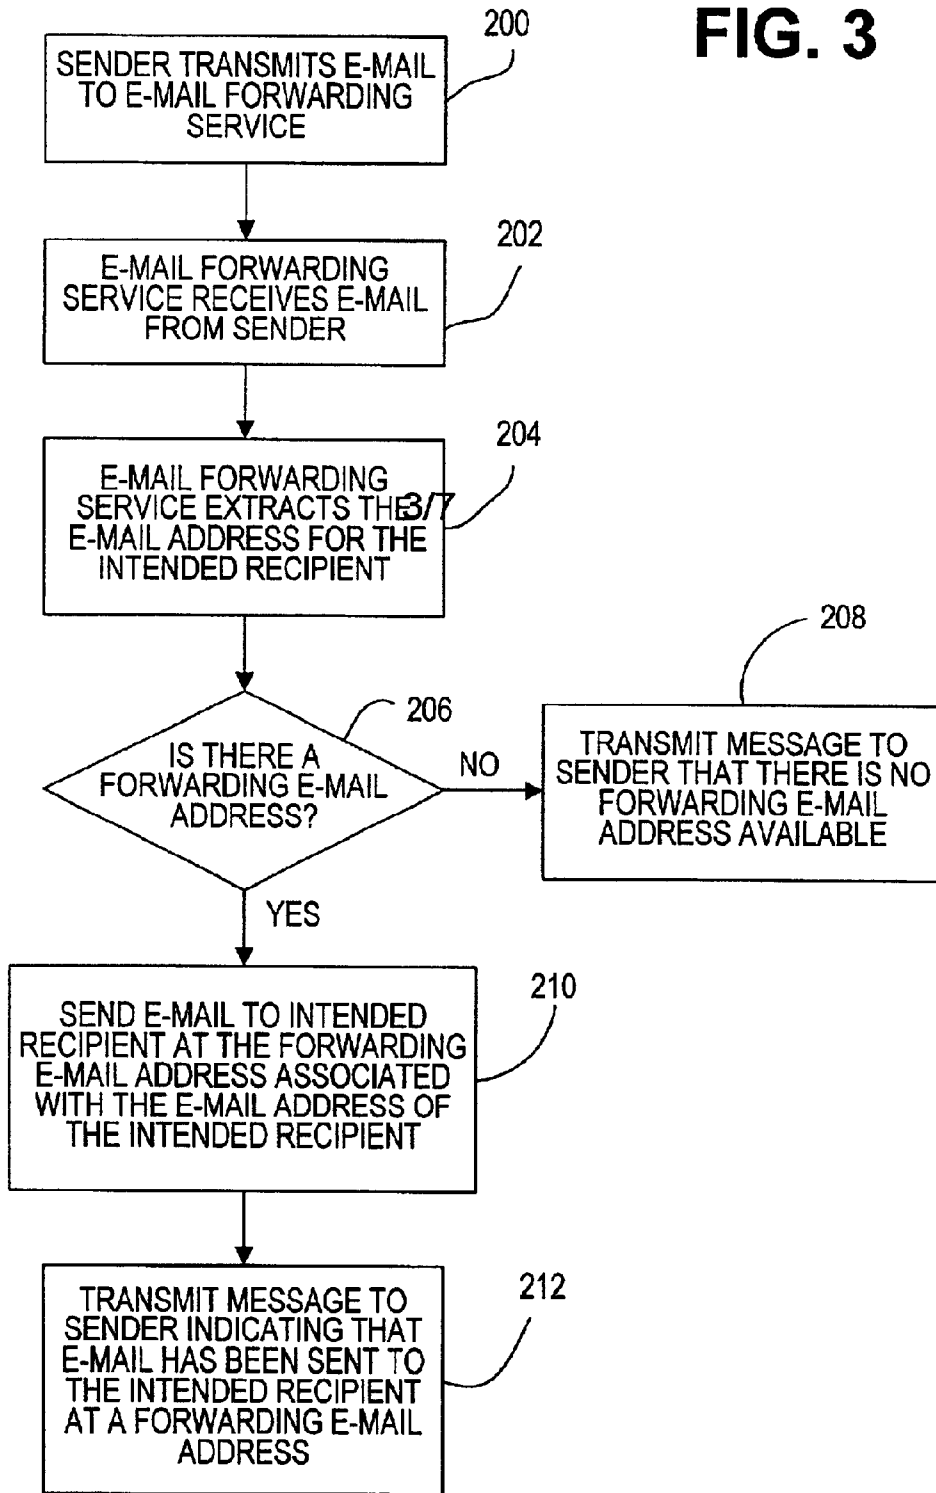 FIG. 3
200
SENDER TRANSMITS E-MAIL
TO E-MAIL FORWARDING
SERVICE
202
E-MAIL FORWARDING
SERVICE RECEIVES E-MAIL
FROM SENDER
204
E-MAIL FORWARDING
SERVICE EXTRACTS THE
3/7
E-MAIL ADDRESS FOR THE
INTENDED RECIPIENT
206
IS THERE A
FORWARDING E-MAIL
ADDRESS?
NO
208
TRANSMIT MESSAGE TO
SENDER THAT THERE IS NO
FORWARDING E-MAIL
ADDRESS AVAILABLE
YES
210
SEND E-MAIL TO INTENDED
RECIPIENT AT THE FORWARDING
E-MAIL ADDRESS ASSOCIATED
WITH THE E-MAIL ADDRESS OF
THE INTENDED RECIPIENT
212
TRANSMIT MESSAGE TO
SENDER INDICATING THAT
E-MAIL HAS BEEN SENT TO
THE INTENDED RECIPIENT
AT A FORWARDING E-MAIL
ADDRESS